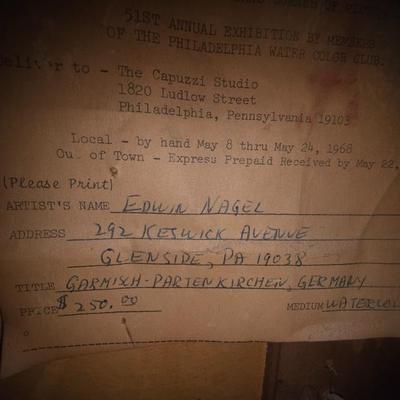 51ST ANNUAL EXHIBITION BY MEMBERS
OF THE PHILADELPHIA WATER COLOR CLUB
Deliver to - The Capuzzi Studio
1820 Ludlow Street
Philadelphia, Pennsylvania 19103
Local - by hand May 8 thru May 24, 1968
Out of Town - Express Prepaid Received by May 22,
(Please Print)
ARTIST'S NAME EDWIN NAGEL
ADDRESS 292 KESWICK AVENUE
GLENSIDE, PA 19038
TITLE GARMISCH-PARTENKIRCHEN, GERMANY
PRICE $250.00 MEDIUM WATERCOL